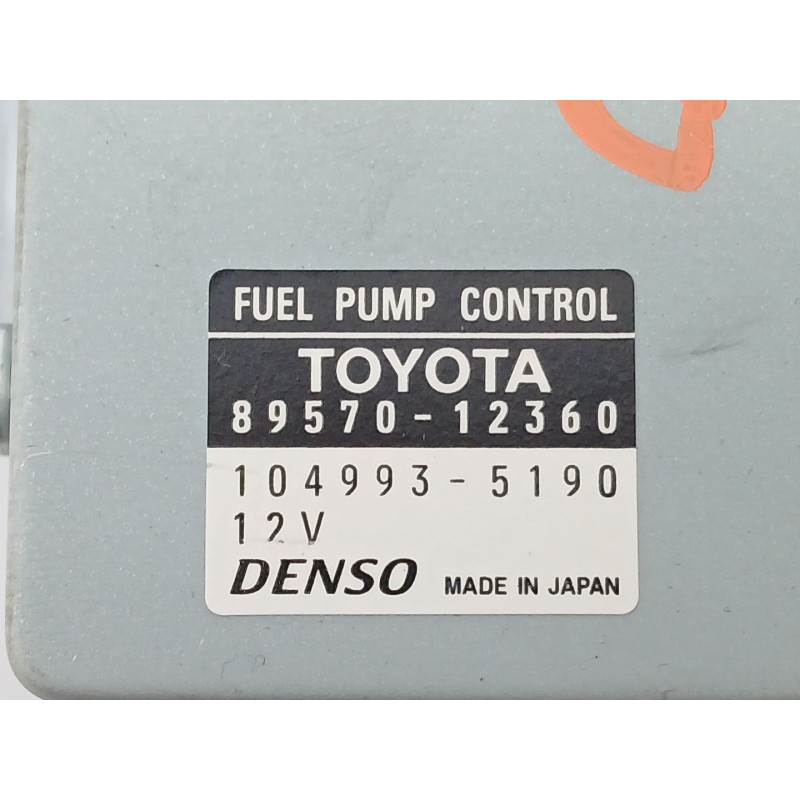 FUEL PUMP CONTROL
TOYOTA
89570-12360
104993-5190
12V
DENSO MADE IN JAPAN